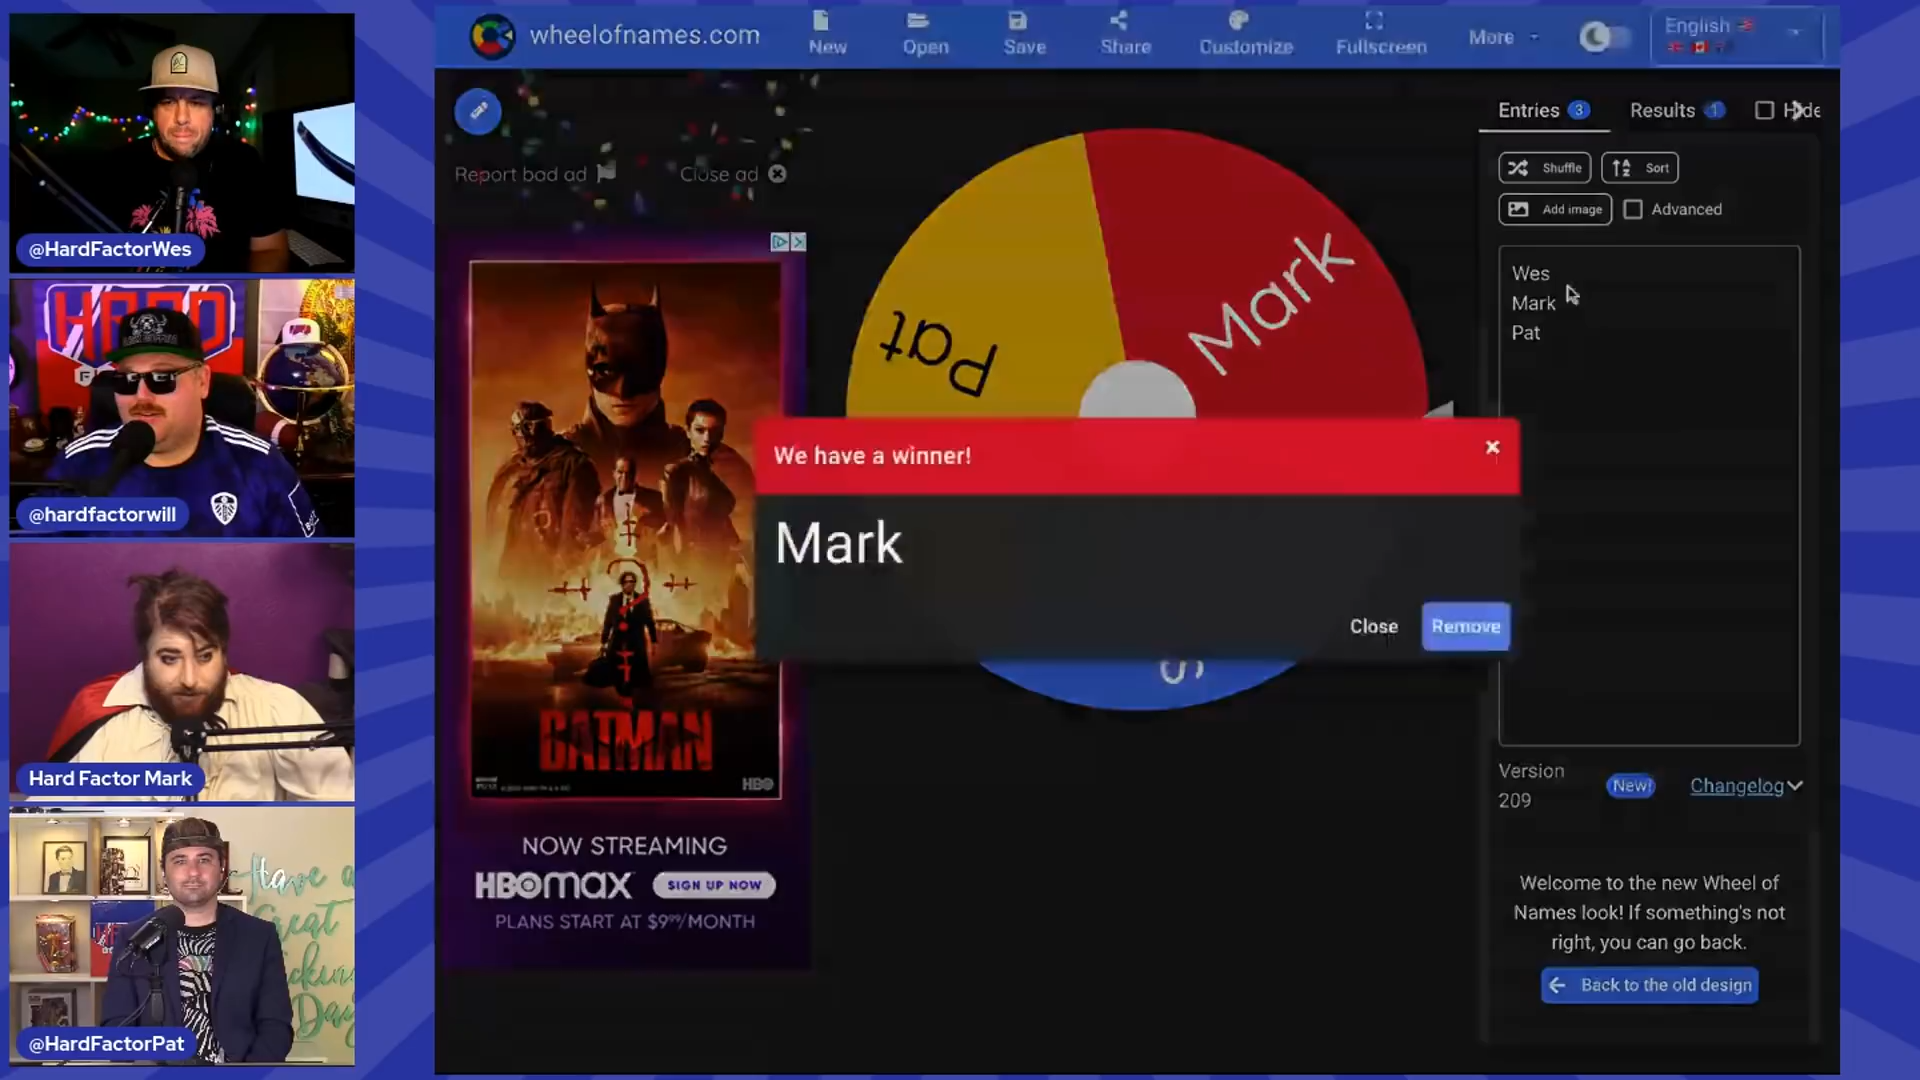 @HardFactorWes
HARD
@hardfactorwill
Hard Factor Mark
Have a
Great
Day
@HardFactorPat
wheelofnames.com
New
Open
Save
Share
Customize
Fullscreen
More
English
Report bad ad
Close ad
BATMAN
HBO
NOW STREAMING
HBOmax
SIGN UP NOW
PLANS START AT $9.99/MONTH
Pat
Mark
We have a winner!
Mark
Close
Remove
s
Entries 3
Results 1
Hide
Shuffle
Sort
Add image
Advanced
Wes
Mark
Pat
Version
209
New!
Changelog
Welcome to the new Wheel of
Names look! If something's not
right, you can go back.
Back to the old design